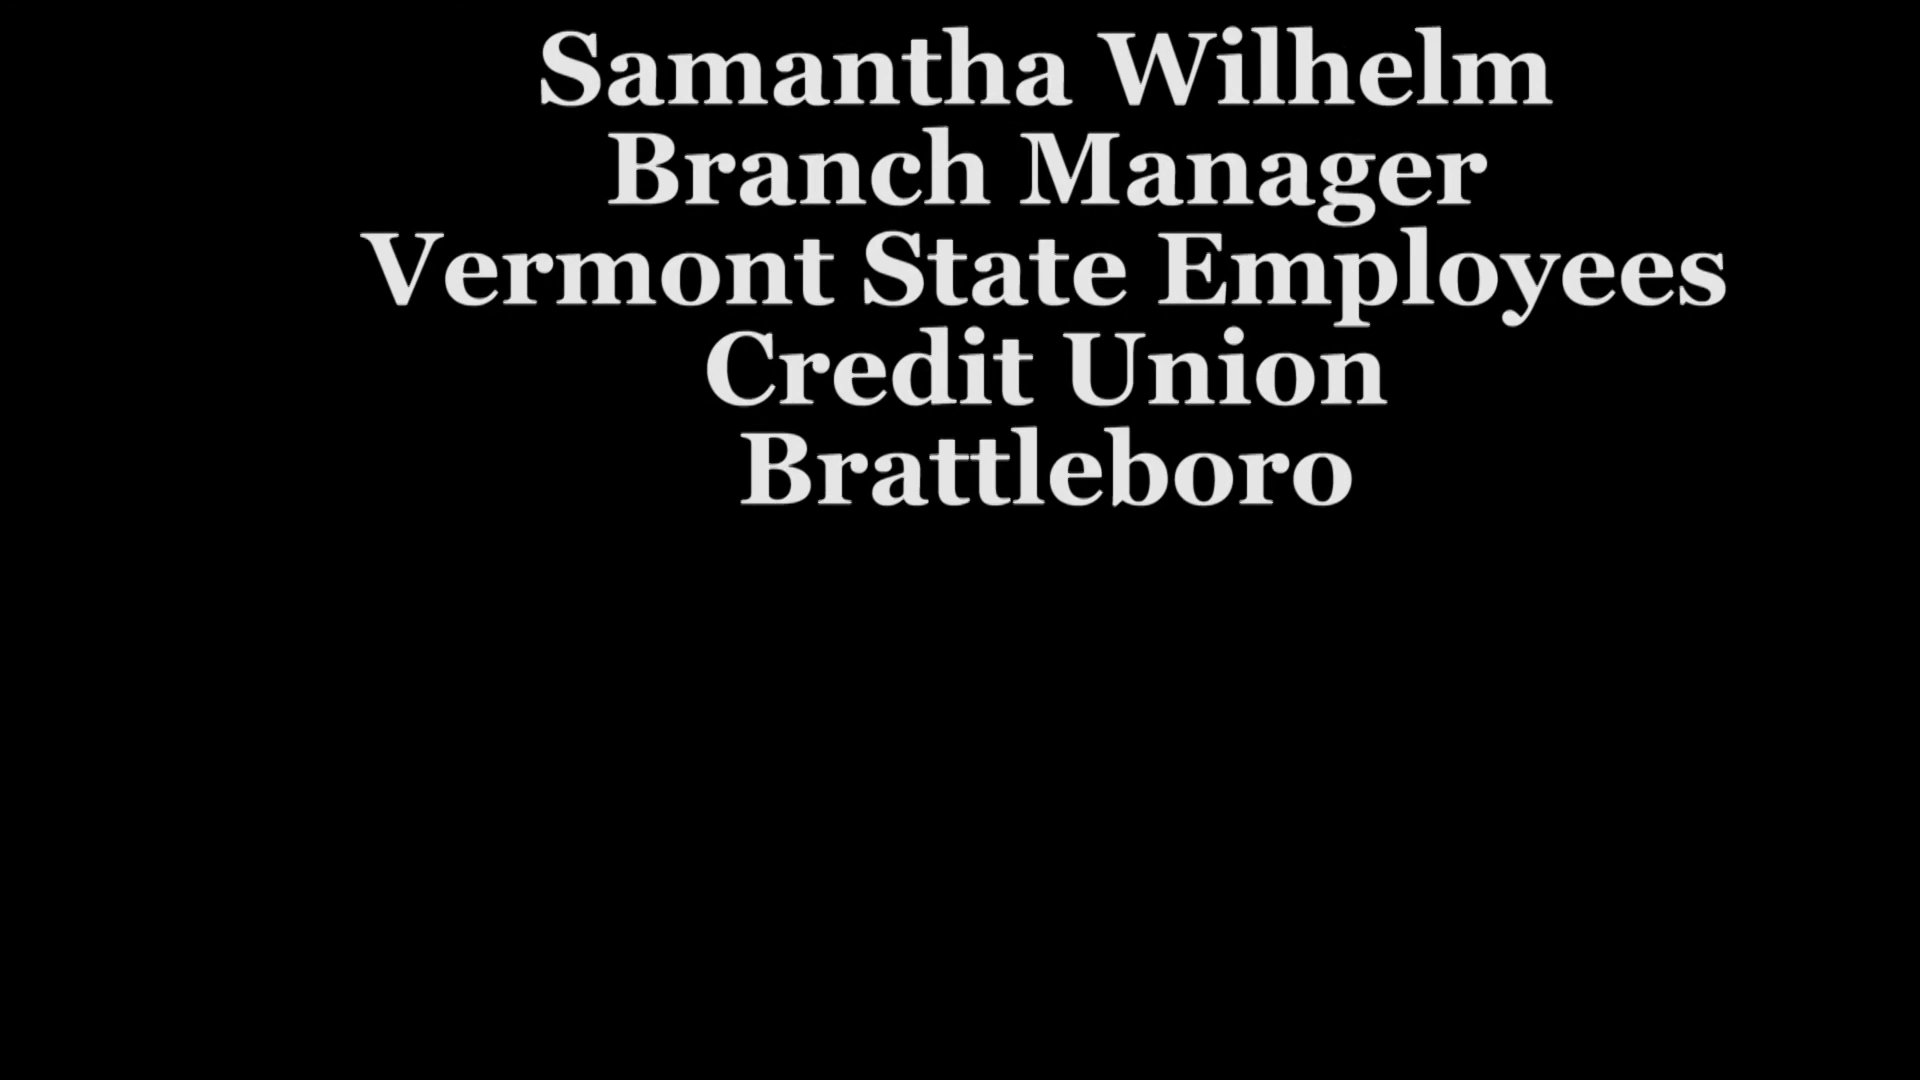 Samantha Wilhelm
Branch Manager
Vermont State Employees
Credit Union
Brattleboro